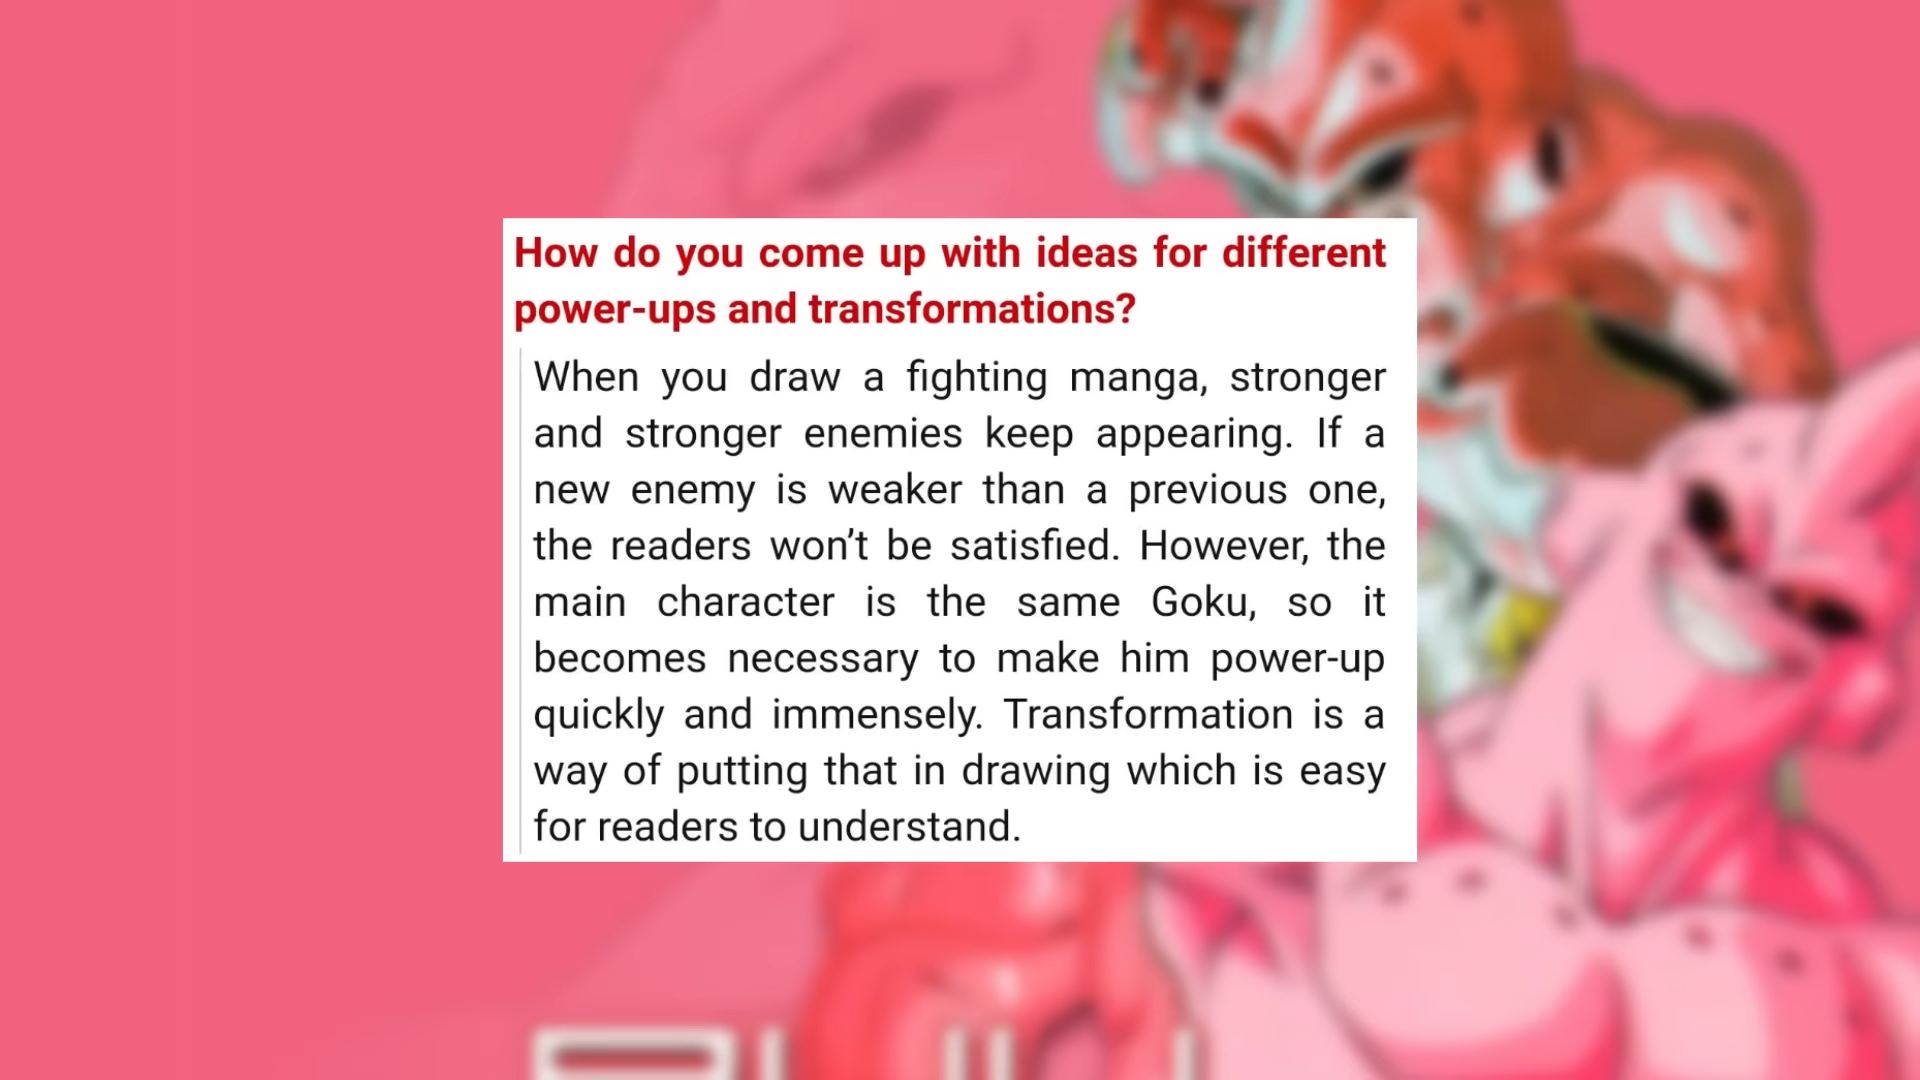 How do you come up with ideas for different
power-ups and transformations?
When you draw a fighting manga, stronger
and stronger enemies keep appearing. If a
new enemy is weaker than a previous one,
the readers won’t be satisfied. However, the
main character is the same Goku, so it
becomes necessary to make him power-up
quickly and immensely. Transformation is a
way of putting that in drawing which is easy
for readers to understand.